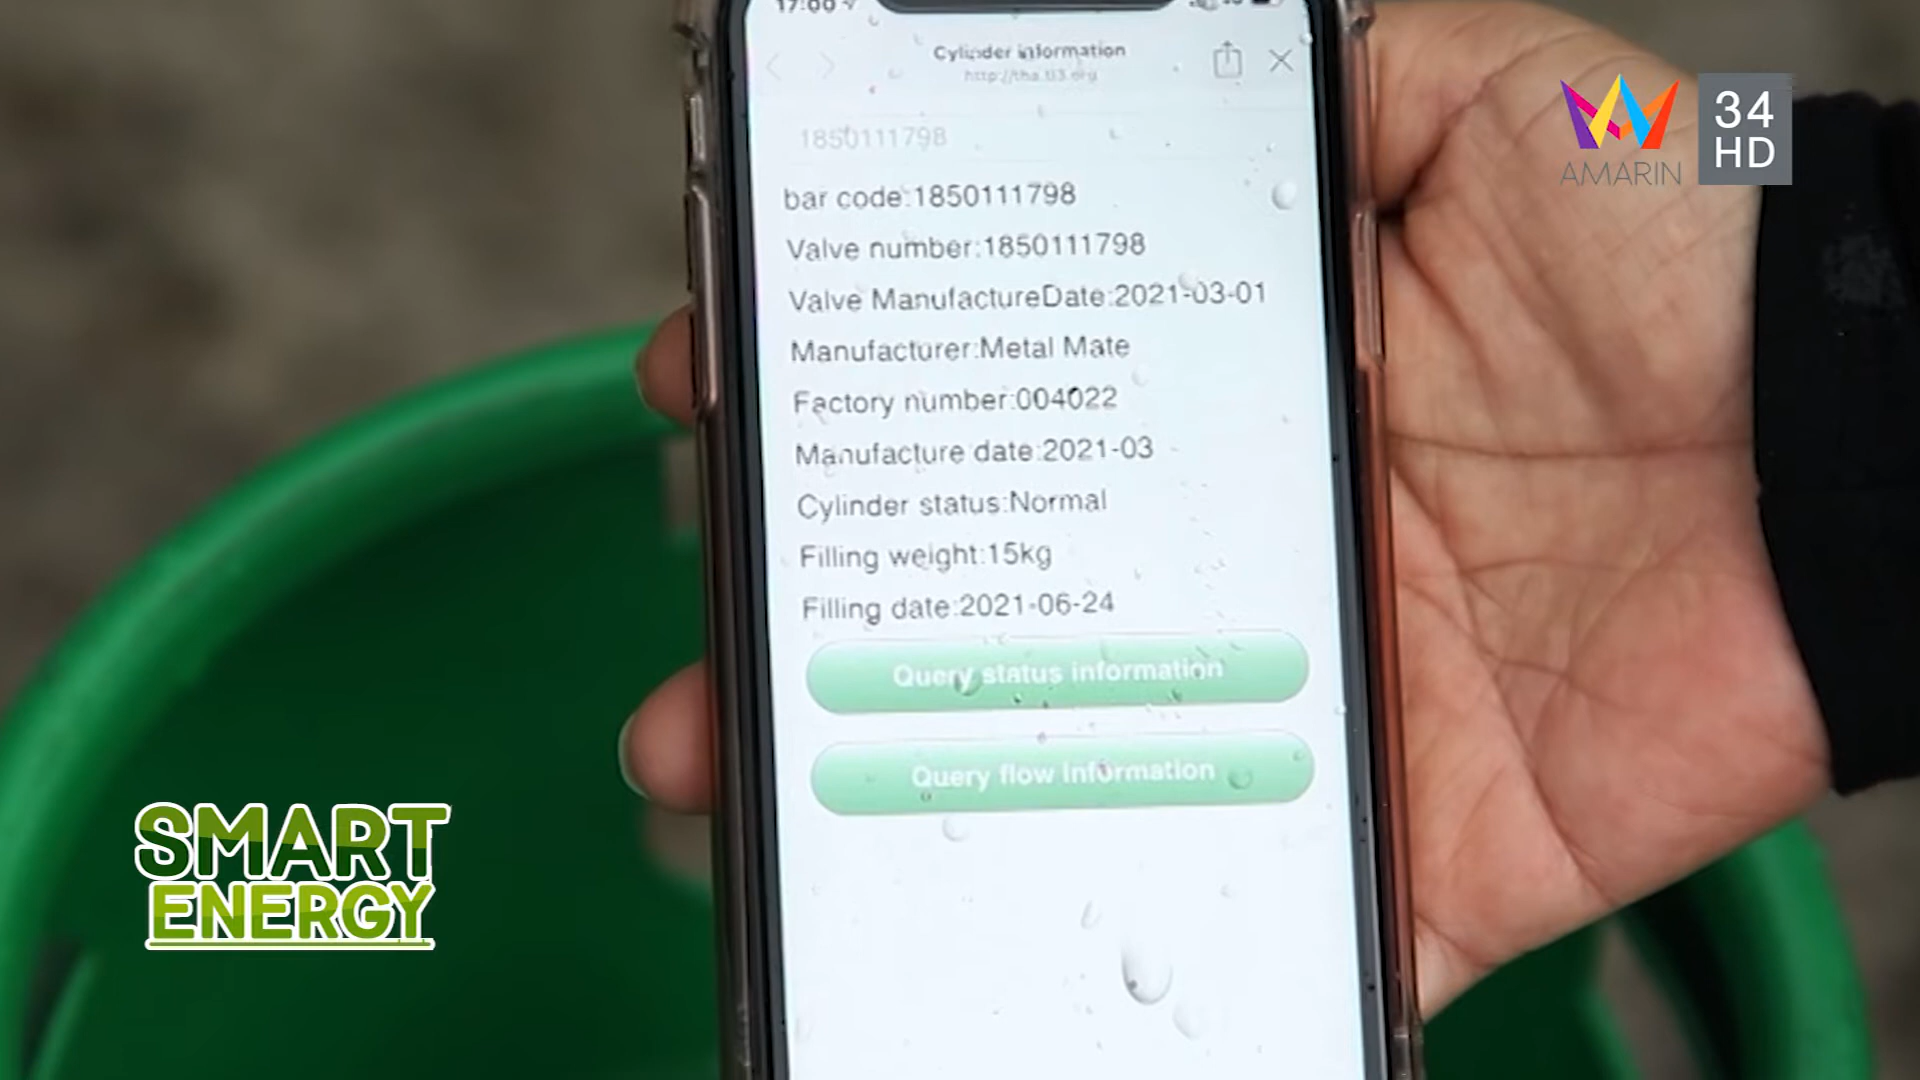 17:00
Cylinder information
1850111798
bar code:1850111798
Valve number:1850111798
Valve ManufactureDate:2021-03-01
Manufacturer:Metal Mate
Factory number:004022
Manufacture date:2021-03
Cylinder status:Normal
Filling weight:15kg
Filling date:2021-06-24
Query status information
Query flow information
AMARIN
34
HD
SMART
ENERGY